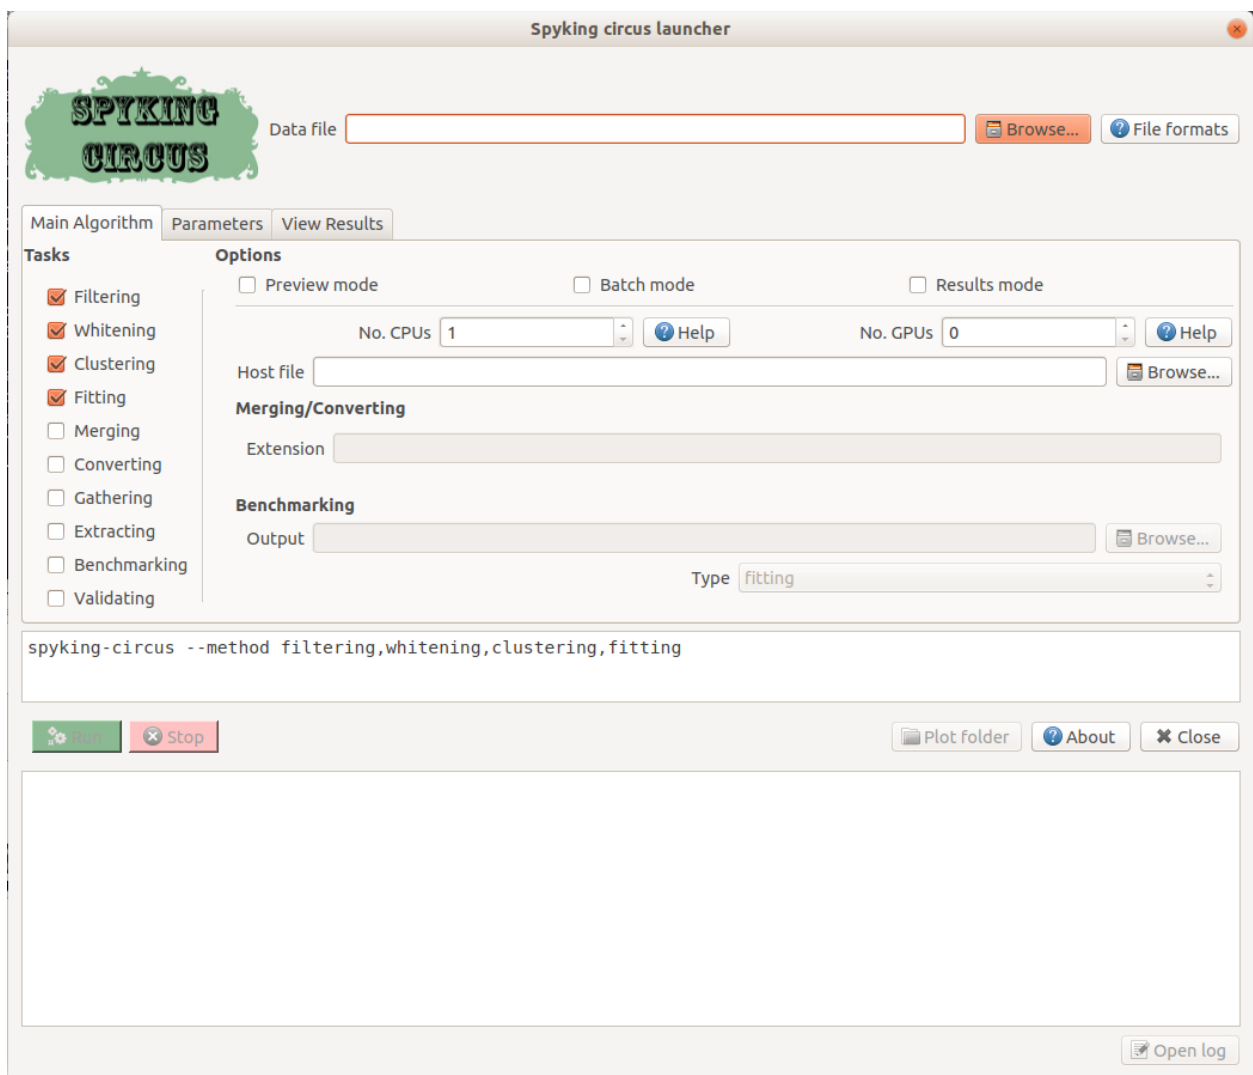 Spyking circus launcher
SPYKING
CIRCUS
Data file
Browse...
File formats
Main Algorithm
Parameters
View Results
Tasks
Options
Filtering
Whitening
Clustering
Fitting
Merging
Converting
Gathering
Extracting
Benchmarking
Validating
Preview mode
Batch mode
Results mode
No. CPUs
1
Help
No. GPUs
0
Help
Host file
Browse...
Merging/Converting
Extension
Benchmarking
Output
Browse...
Type
fitting
spyking-circus --method filtering,whitening,clustering,fitting
Run
Stop
Plot folder
About
Close
Open log